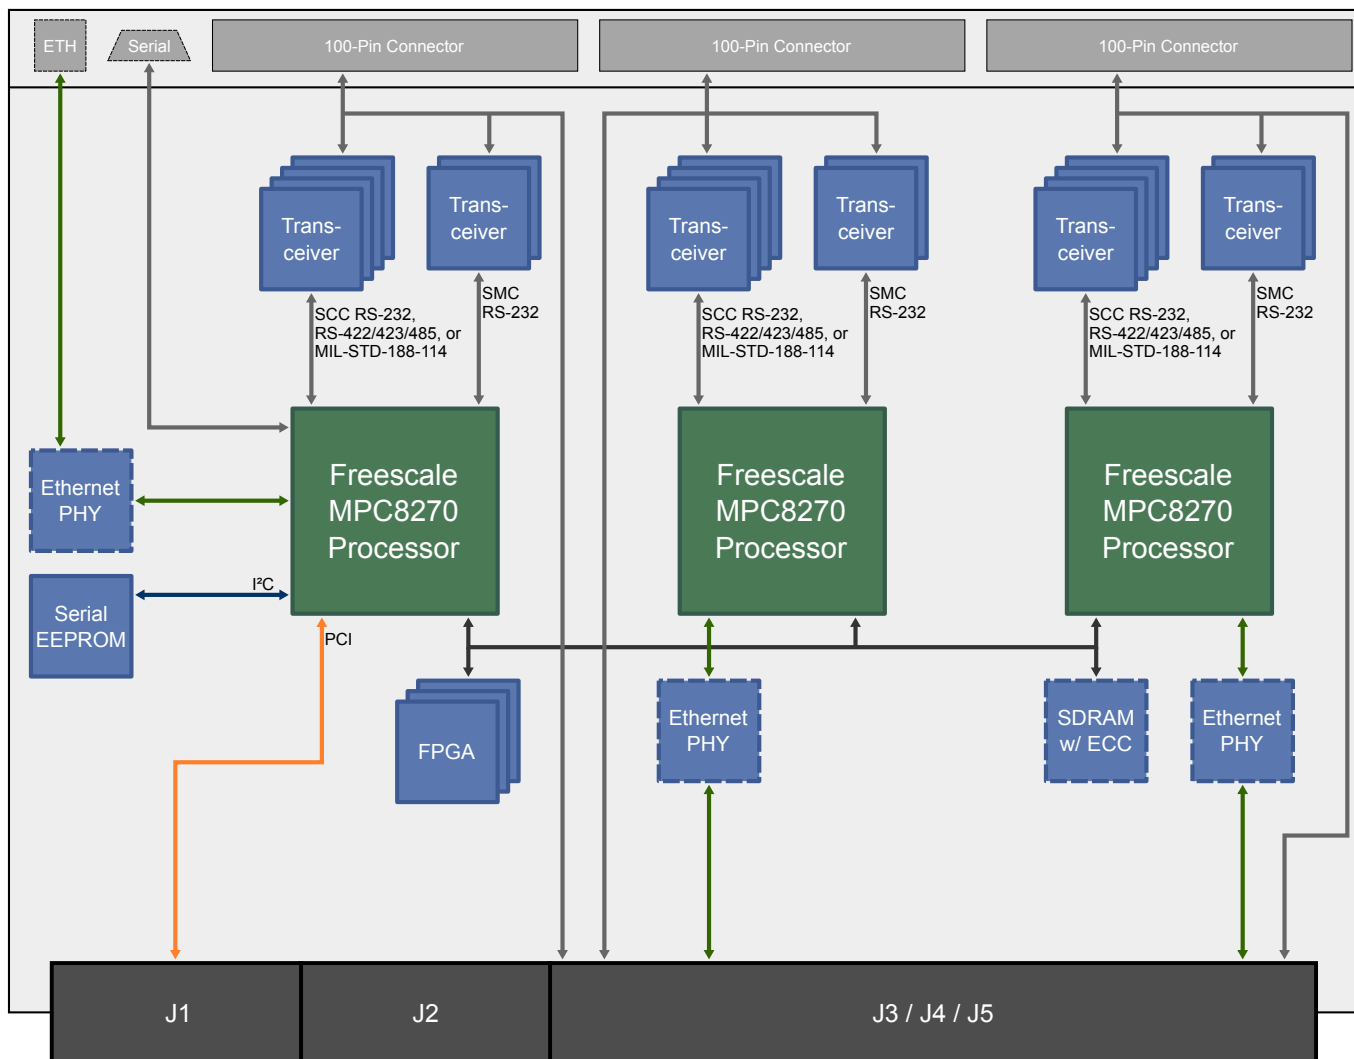 ETH
Serial
100-Pin Connector
100-Pin Connector
100-Pin Connector
Trans-
ceiver
Trans-
ceiver
Trans-
ceiver
Trans-
ceiver
Trans-
ceiver
Trans-
ceiver
SCC RS-232,
RS-422/423/485, or
MIL-STD-188-114
SMC
RS-232
SCC RS-232,
RS-422/423/485, or
MIL-STD-188-114
SMC
RS-232
SCC RS-232,
RS-422/423/485, or
MIL-STD-188-114
SMC
RS-232
Freescale
MPC8270
Processor
Freescale
MPC8270
Processor
Freescale
MPC8270
Processor
Ethernet
PHY
I²C
Serial
EEPROM
PCI
FPGA
Ethernet
PHY
SDRAM
w/ ECC
Ethernet
PHY
J1
J2
J3 / J4 / J5